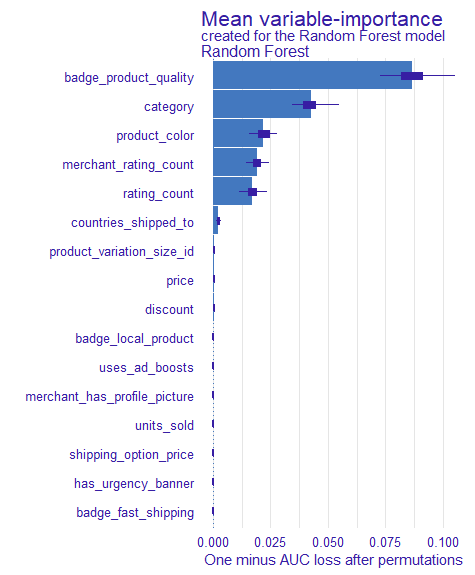 Mean variable-importance
created for the Random Forest model
Random Forest
badge_product_quality
category
product_color
merchant_rating_count
rating_count
countries_shipped_to
product_variation_size_id
price
discount
badge_local_product
uses_ad_boosts
merchant_has_profile_picture
units_sold
shipping_option_price
has_urgency_banner
badge_fast_shipping
0.000 0.025 0.050 0.075 0.100
One minus AUC loss after permutations